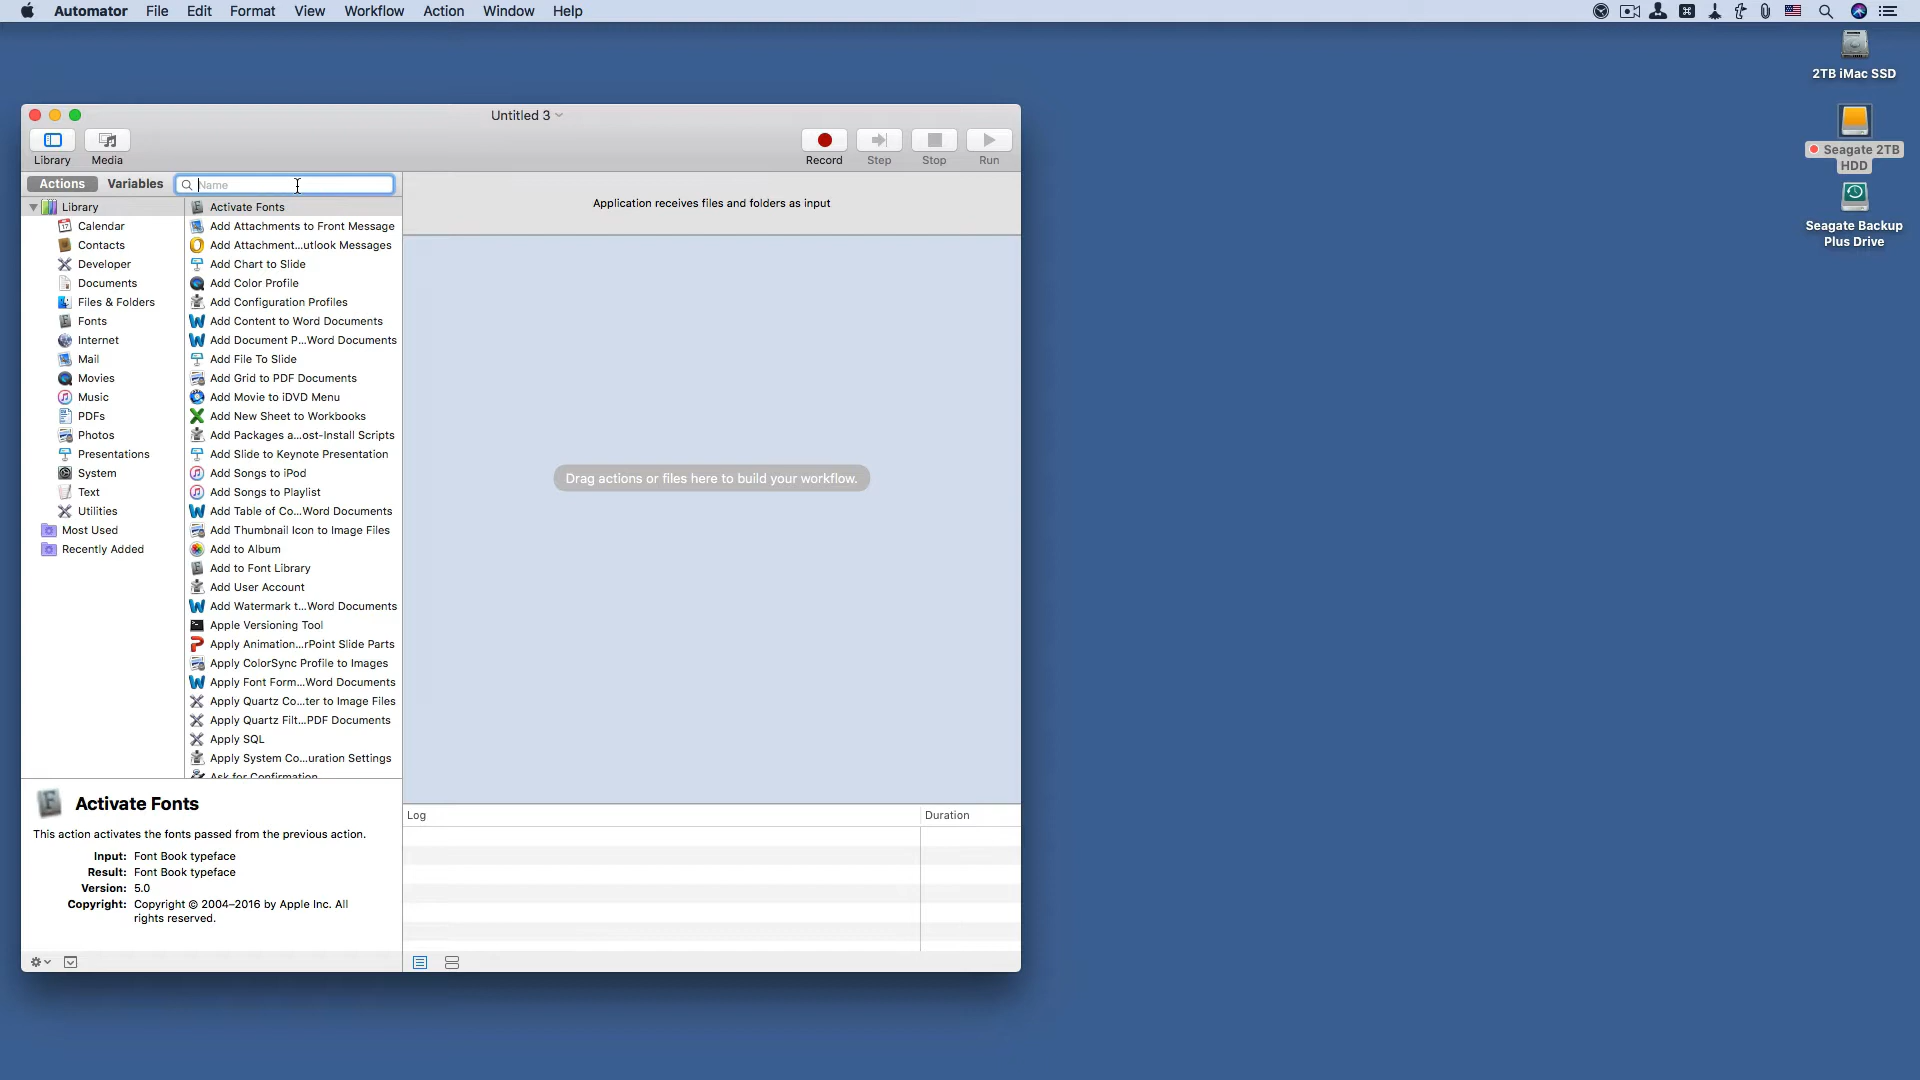 Automator File Edit Format View Workflow Action Window Help
2TB iMac SSD
Seagate 2TB
HDD
Seagate Backup
Plus Drive
Untitled 3
Library Media Record Step Stop Run
Actions Variables Name
Application receives files and folders as input
Library
Calendar
Contacts
Developer
Documents
Files & Folders
Fonts
Internet
Mail
Movies
Music
PDFs
Photos
Presentations
System
Text
Utilities
Most Used
Recently Added
Activate Fonts
Add Attachments to Front Message
Add Attachment...utlook Messages
Add Chart to Slide
Add Color Profile
Add Configuration Profiles
Add Content to Word Documents
Add Document P...Word Documents
Add File To Slide
Add Grid to PDF Documents
Add Movie to iDVD Menu
Add New Sheet to Workbooks
Add Packages a...ost-Install Scripts
Add Slide to Keynote Presentation
Add Songs to iPod
Add Songs to Playlist
Add Table of Co...Word Documents
Add Thumbnail Icon to Image Files
Add to Album
Add to Font Library
Add User Account
Add Watermark t...Word Documents
Apple Versioning Tool
Apply Animation...rPoint Slide Parts
Apply ColorSync Profile to Images
Apply Font Form...Word Documents
Apply Quartz Co...ter to Image Files
Apply Quartz Filt...PDF Documents
Apply SQL
Apply System Co...uration Settings
Ask for Confirmation
Drag actions or files here to build your workflow.
Activate Fonts
This action activates the fonts passed from the previous action.
Input: Font Book typeface
Result: Font Book typeface
Version: 5.0
Copyright: Copyright © 2004–2016 by Apple Inc. All
rights reserved.
Log Duration